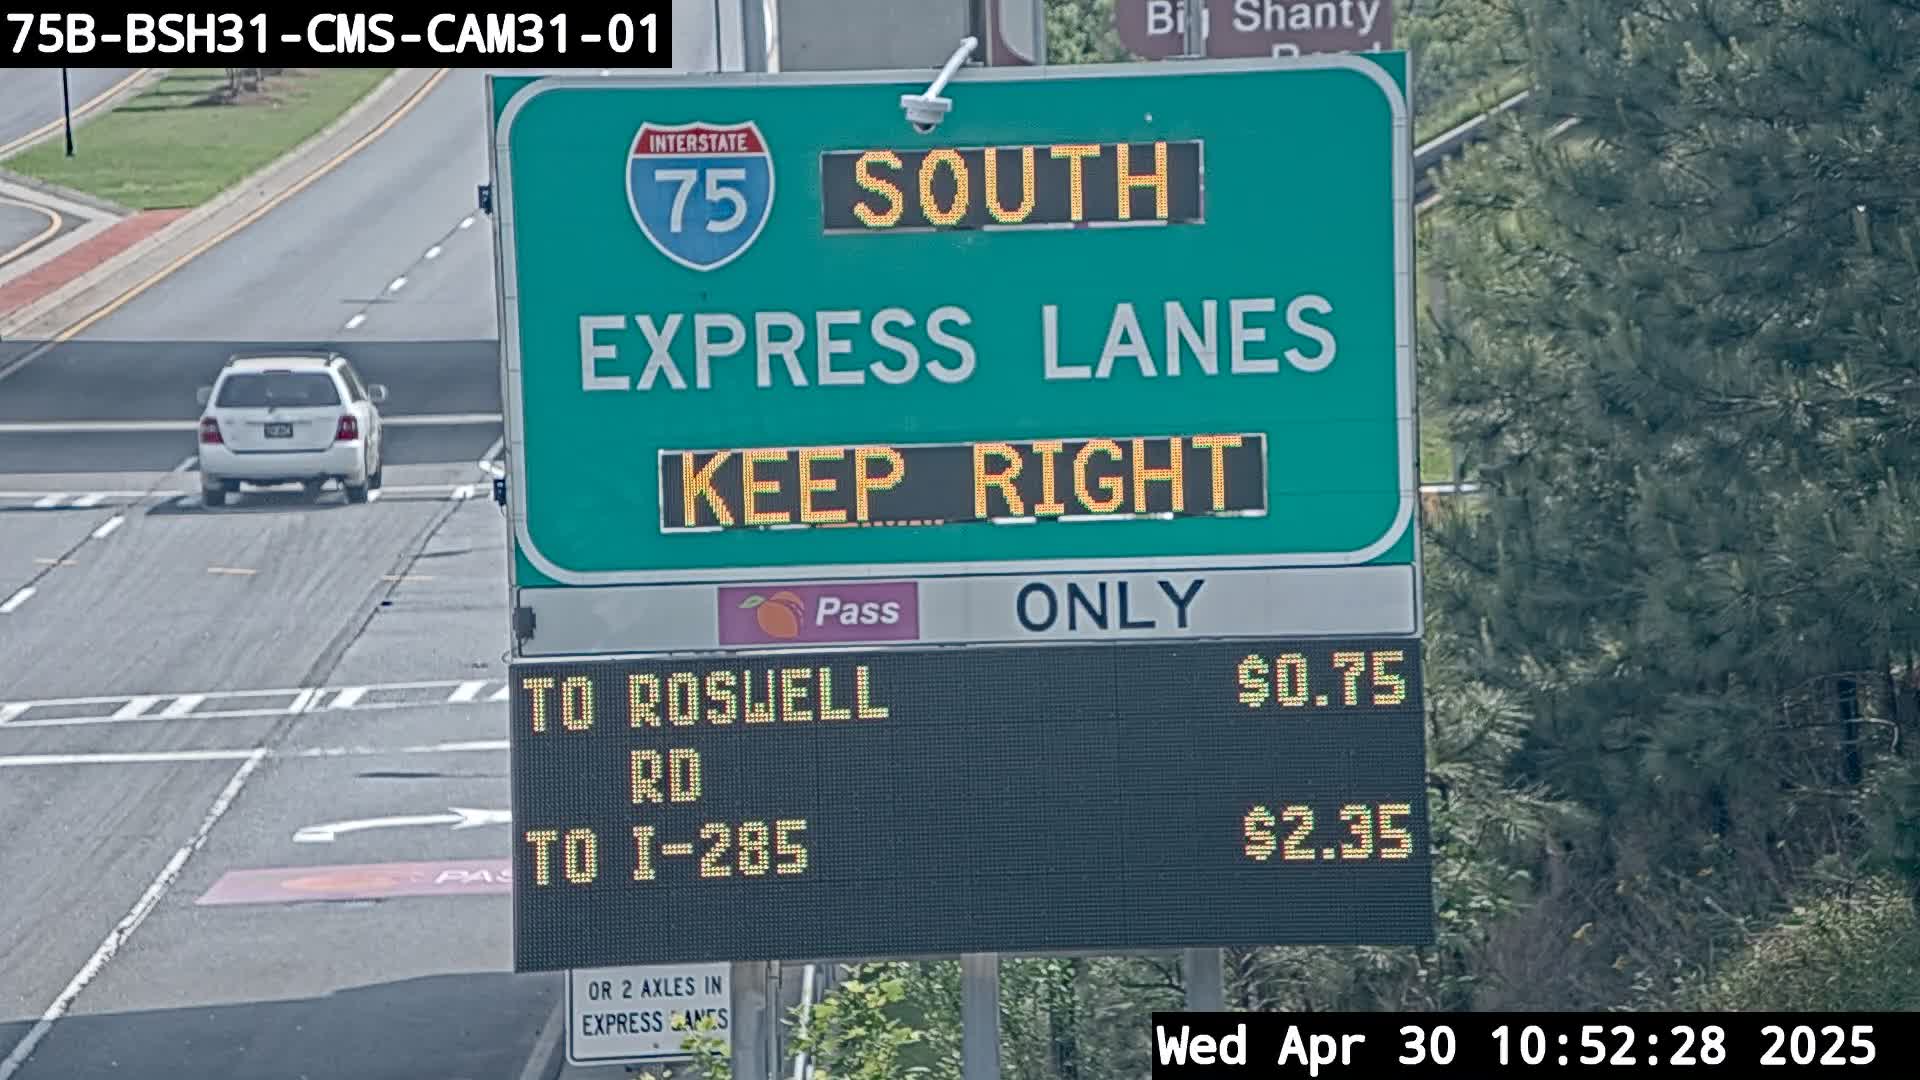 75B-BSH31-CMS-CAM31-01
Big Shanty
Road
INTERSTATE
75
SOUTH
EXPRESS LANES
KEEP RIGHT
Pass ONLY
TO ROSWELL $0.75
RD
TO I-285 $2.35
PAS
OR 2 AXLES IN
EXPRESS LANES
Wed Apr 30 10:52:28 2025